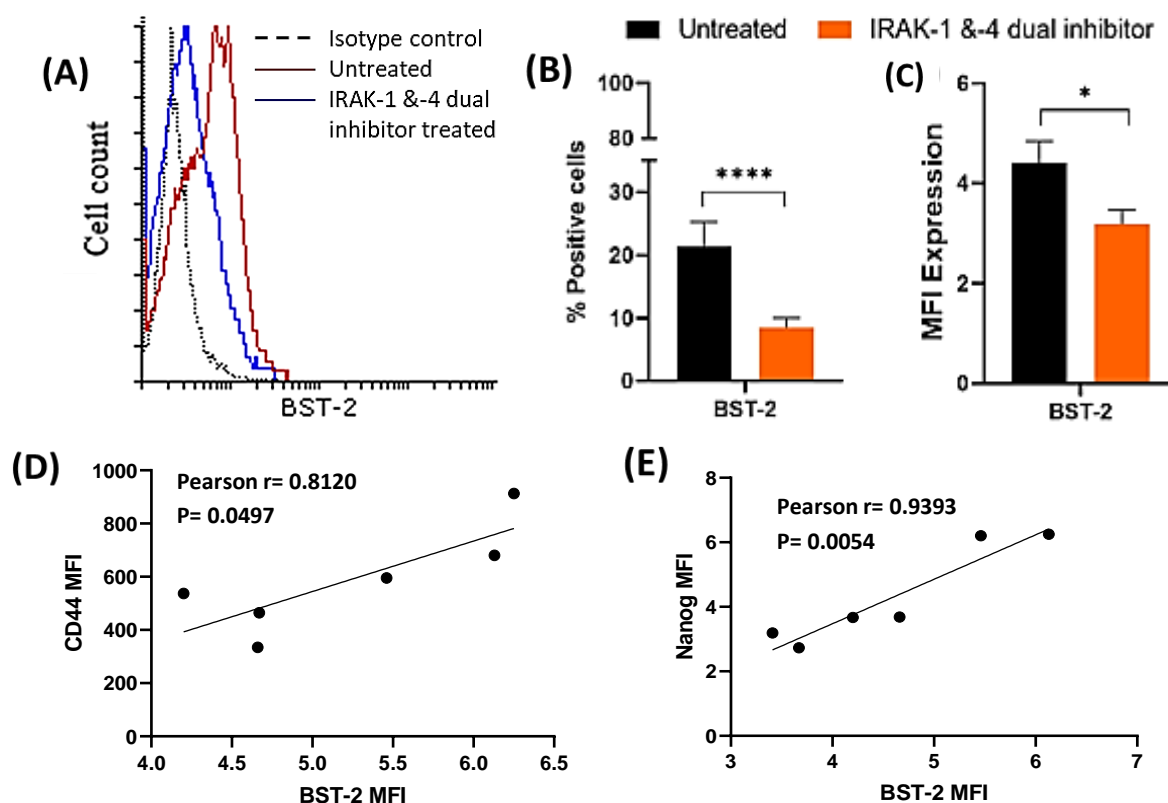 (A)
Isotype control
Untreated
IRAK-1 &-4 dual
inhibitor treated
Cell count
BST-2
Untreated
IRAK-1 &-4 dual inhibitor
(B)
% Positive cells
100
80
30
20
10
0
****
BST-2
(C)
MFI Expression
6
4
2
0
*
BST-2
(D)
Pearson r= 0.8120
P= 0.0497
CD44 MFI
1000
800
600
400
200
0
4.0 4.5 5.0 5.5 6.0 6.5
BST-2 MFI
(E)
Pearson r= 0.9393
P= 0.0054
Nanog MFI
8
6
4
2
0
3 4 5 6 7
BST-2 MFI